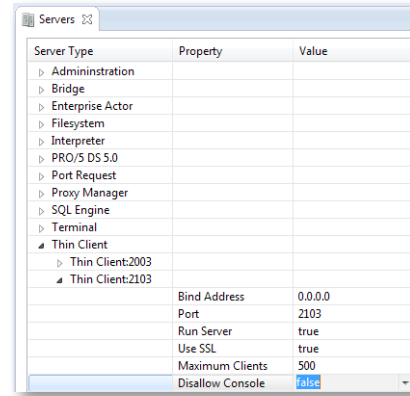 Servers
Server Type Property Value
Admininstration
Bridge
Enterprise Actor
Filesystem
Interpreter
PRO/5 DS 5.0
Port Request
Proxy Manager
SQL Engine
Terminal
Thin Client
Thin Client:2003
Thin Client:2103
Bind Address 0.0.0.0
Port 2103
Run Server true
Use SSL true
Maximum Clients 500
Disallow Console false